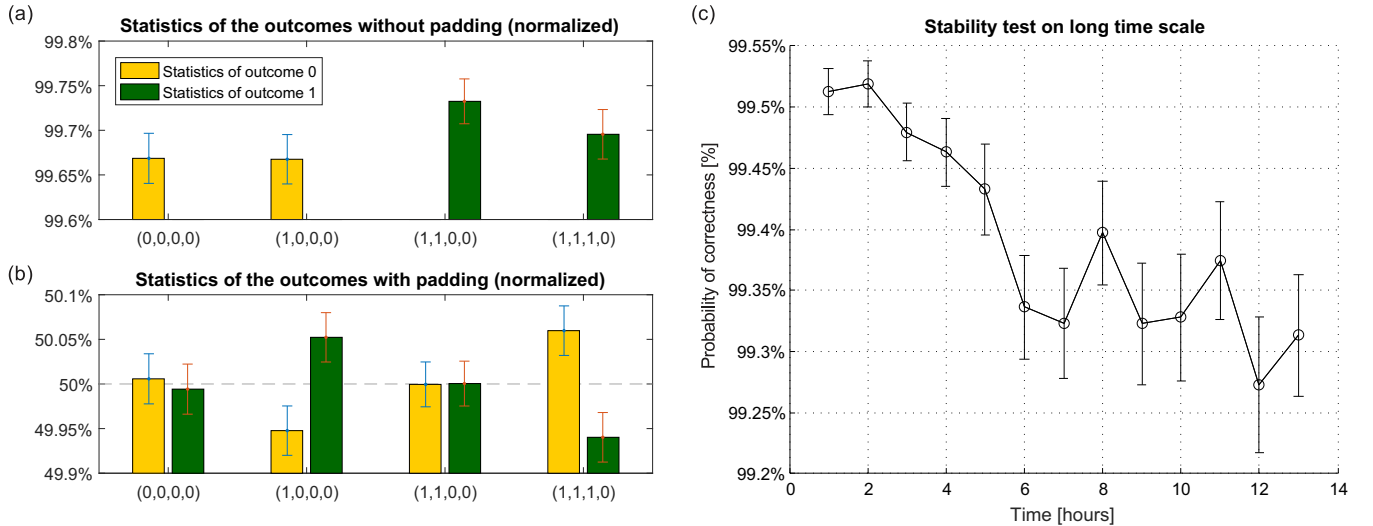 (a)
Statistics of the outcomes without padding (normalized)
99.8%
99.75%
99.7%
99.65%
99.6%
Statistics of outcome 0
Statistics of outcome 1
(0,0,0,0) (1,0,0,0) (1,1,0,0) (1,1,1,0)
(b)
Statistics of the outcomes with padding (normalized)
50.1%
50.05%
50%
49.95%
49.9%
(0,0,0,0) (1,0,0,0) (1,1,0,0) (1,1,1,0)
(c)
Stability test on long time scale
Probability of correctness [%]
99.55%
99.5%
99.45%
99.4%
99.35%
99.3%
99.25%
99.2%
0 2 4 6 8 10 12 14
Time [hours]